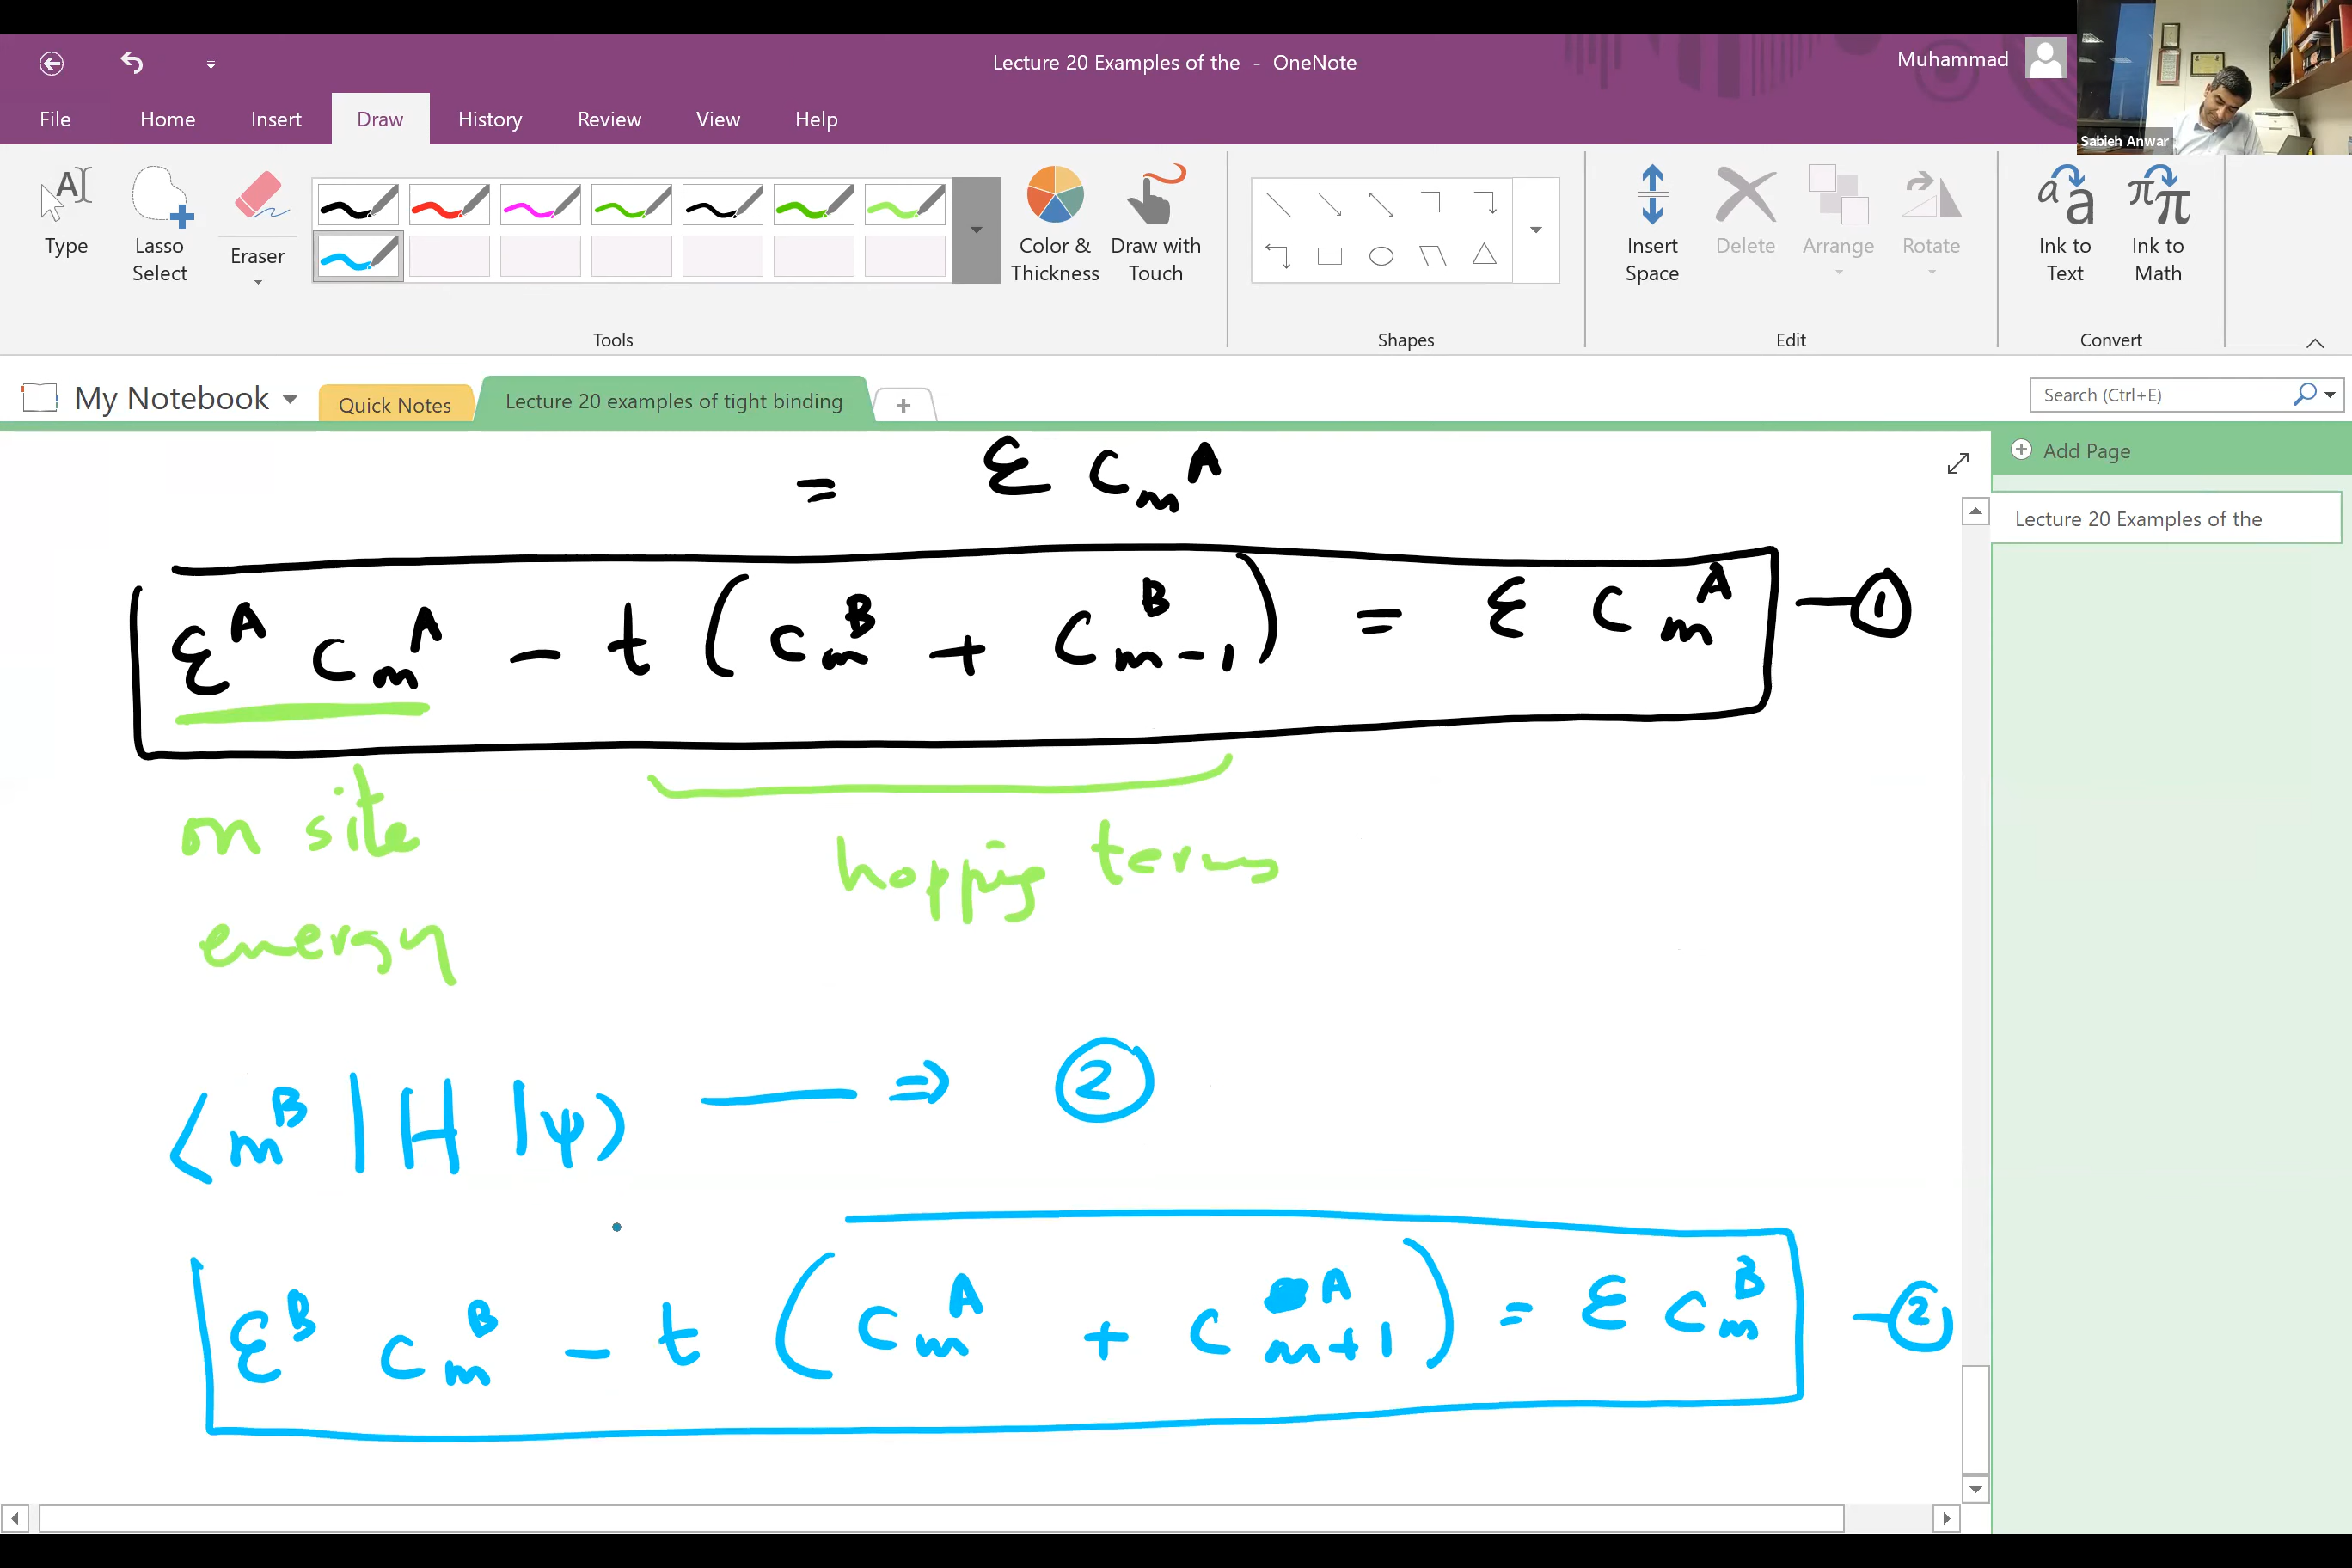 Lecture 20 Examples of the - OneNote
Muhammad
Sabieh Anwar
File Home Insert Draw History Review View Help
Type
Lasso Select
Eraser
Color & Thickness
Draw with Touch
Insert Space
Delete
Arrange
Rotate
Ink to Text
Ink to Math
Tools Shapes Edit Convert
My Notebook
Quick Notes
Lecture 20 examples of tight binding
Search (Ctrl+E)
Add Page
Lecture 20 Examples of the
= ℰ c_m^A
ℰ^A c_m^A − t (c_m^B + c_{m−1}^B) = ℰ c_m^A —①
on site
energy
hopping terms
⟨m^B | H | ψ⟩ — ⇒ ②
ℰ^B c_m^B − t (c_m^A + c_{m+1}^A) = ℰ c_m^B —②